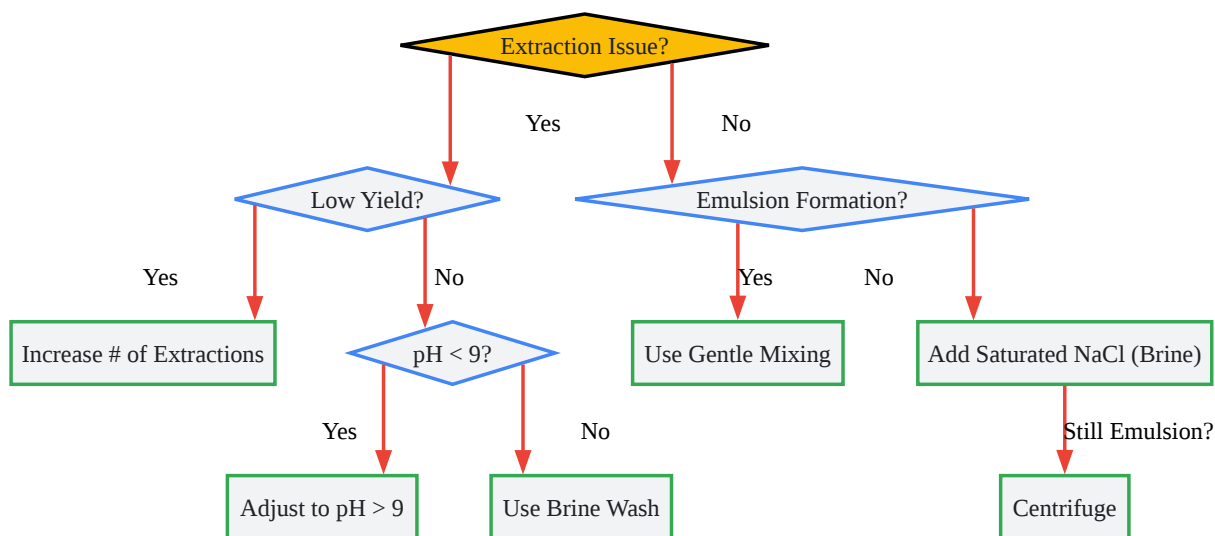 Extraction Issue?
Yes
No
Low Yield?
Emulsion Formation?
Yes
No
Yes
No
Increase # of Extractions
pH < 9?
Use Gentle Mixing
Add Saturated NaCl (Brine)
Yes
No
Still Emulsion?
Adjust to pH > 9
Use Brine Wash
Centrifuge